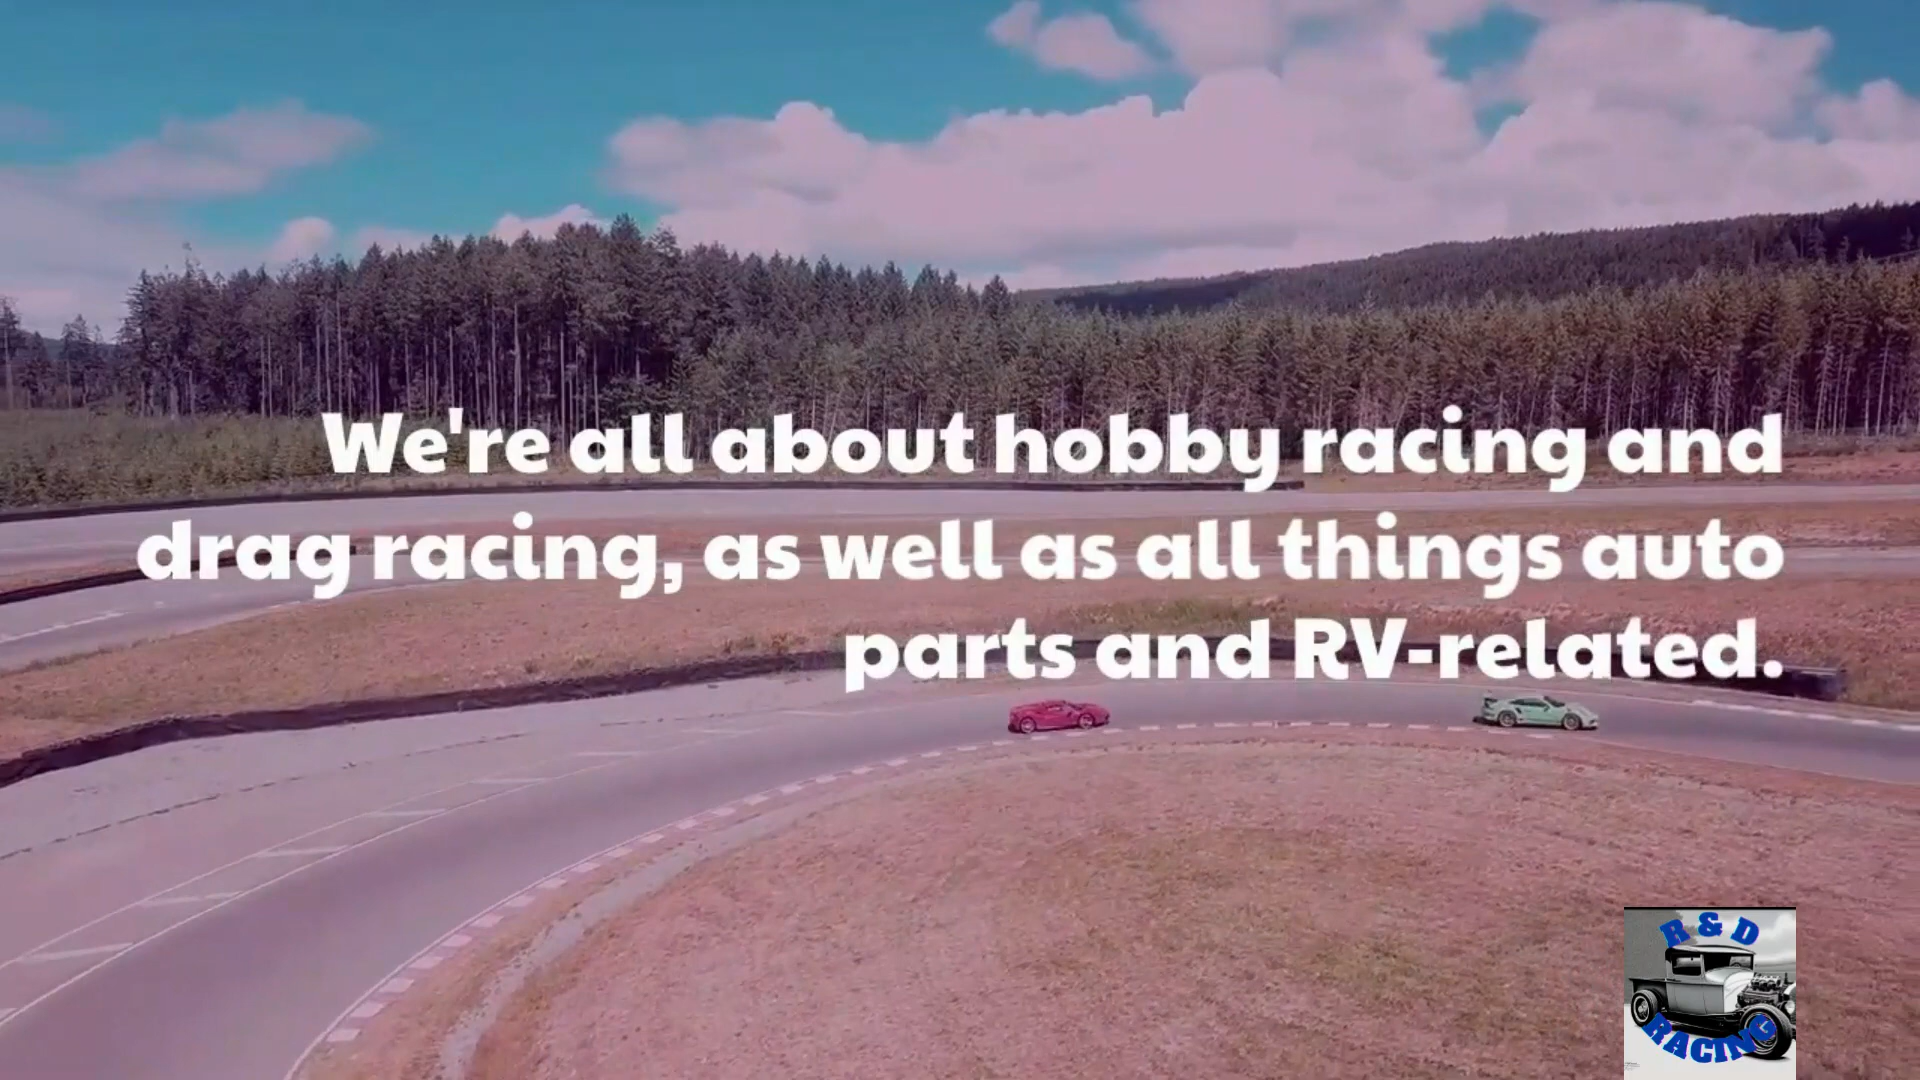 We're all about hobby racing and
drag racing, as well as all things auto
parts and RV-related.
R & D
RACING